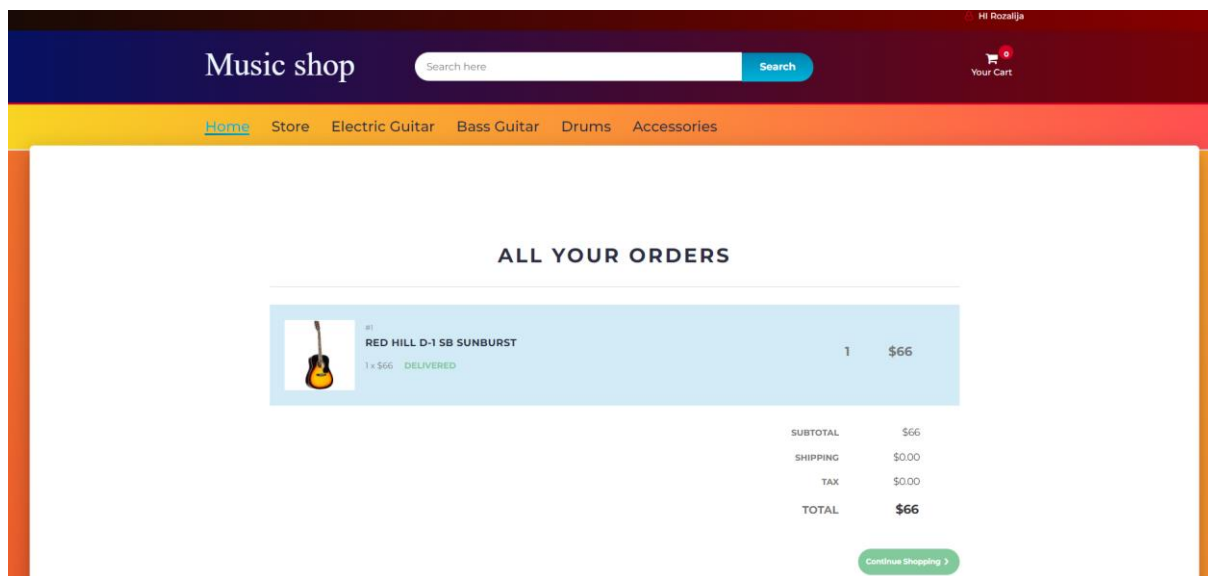 HI Rozalija
Music shop
Search here
Search
0
Your Cart
Home Store Electric Guitar Bass Guitar Drums Accessories
ALL YOUR ORDERS
#1
RED HILL D-1 SB SUNBURST
1 x $66 DELIVERED
1 $66
SUBTOTAL $66
SHIPPING $0.00
TAX $0.00
TOTAL $66
Continue Shopping ❯